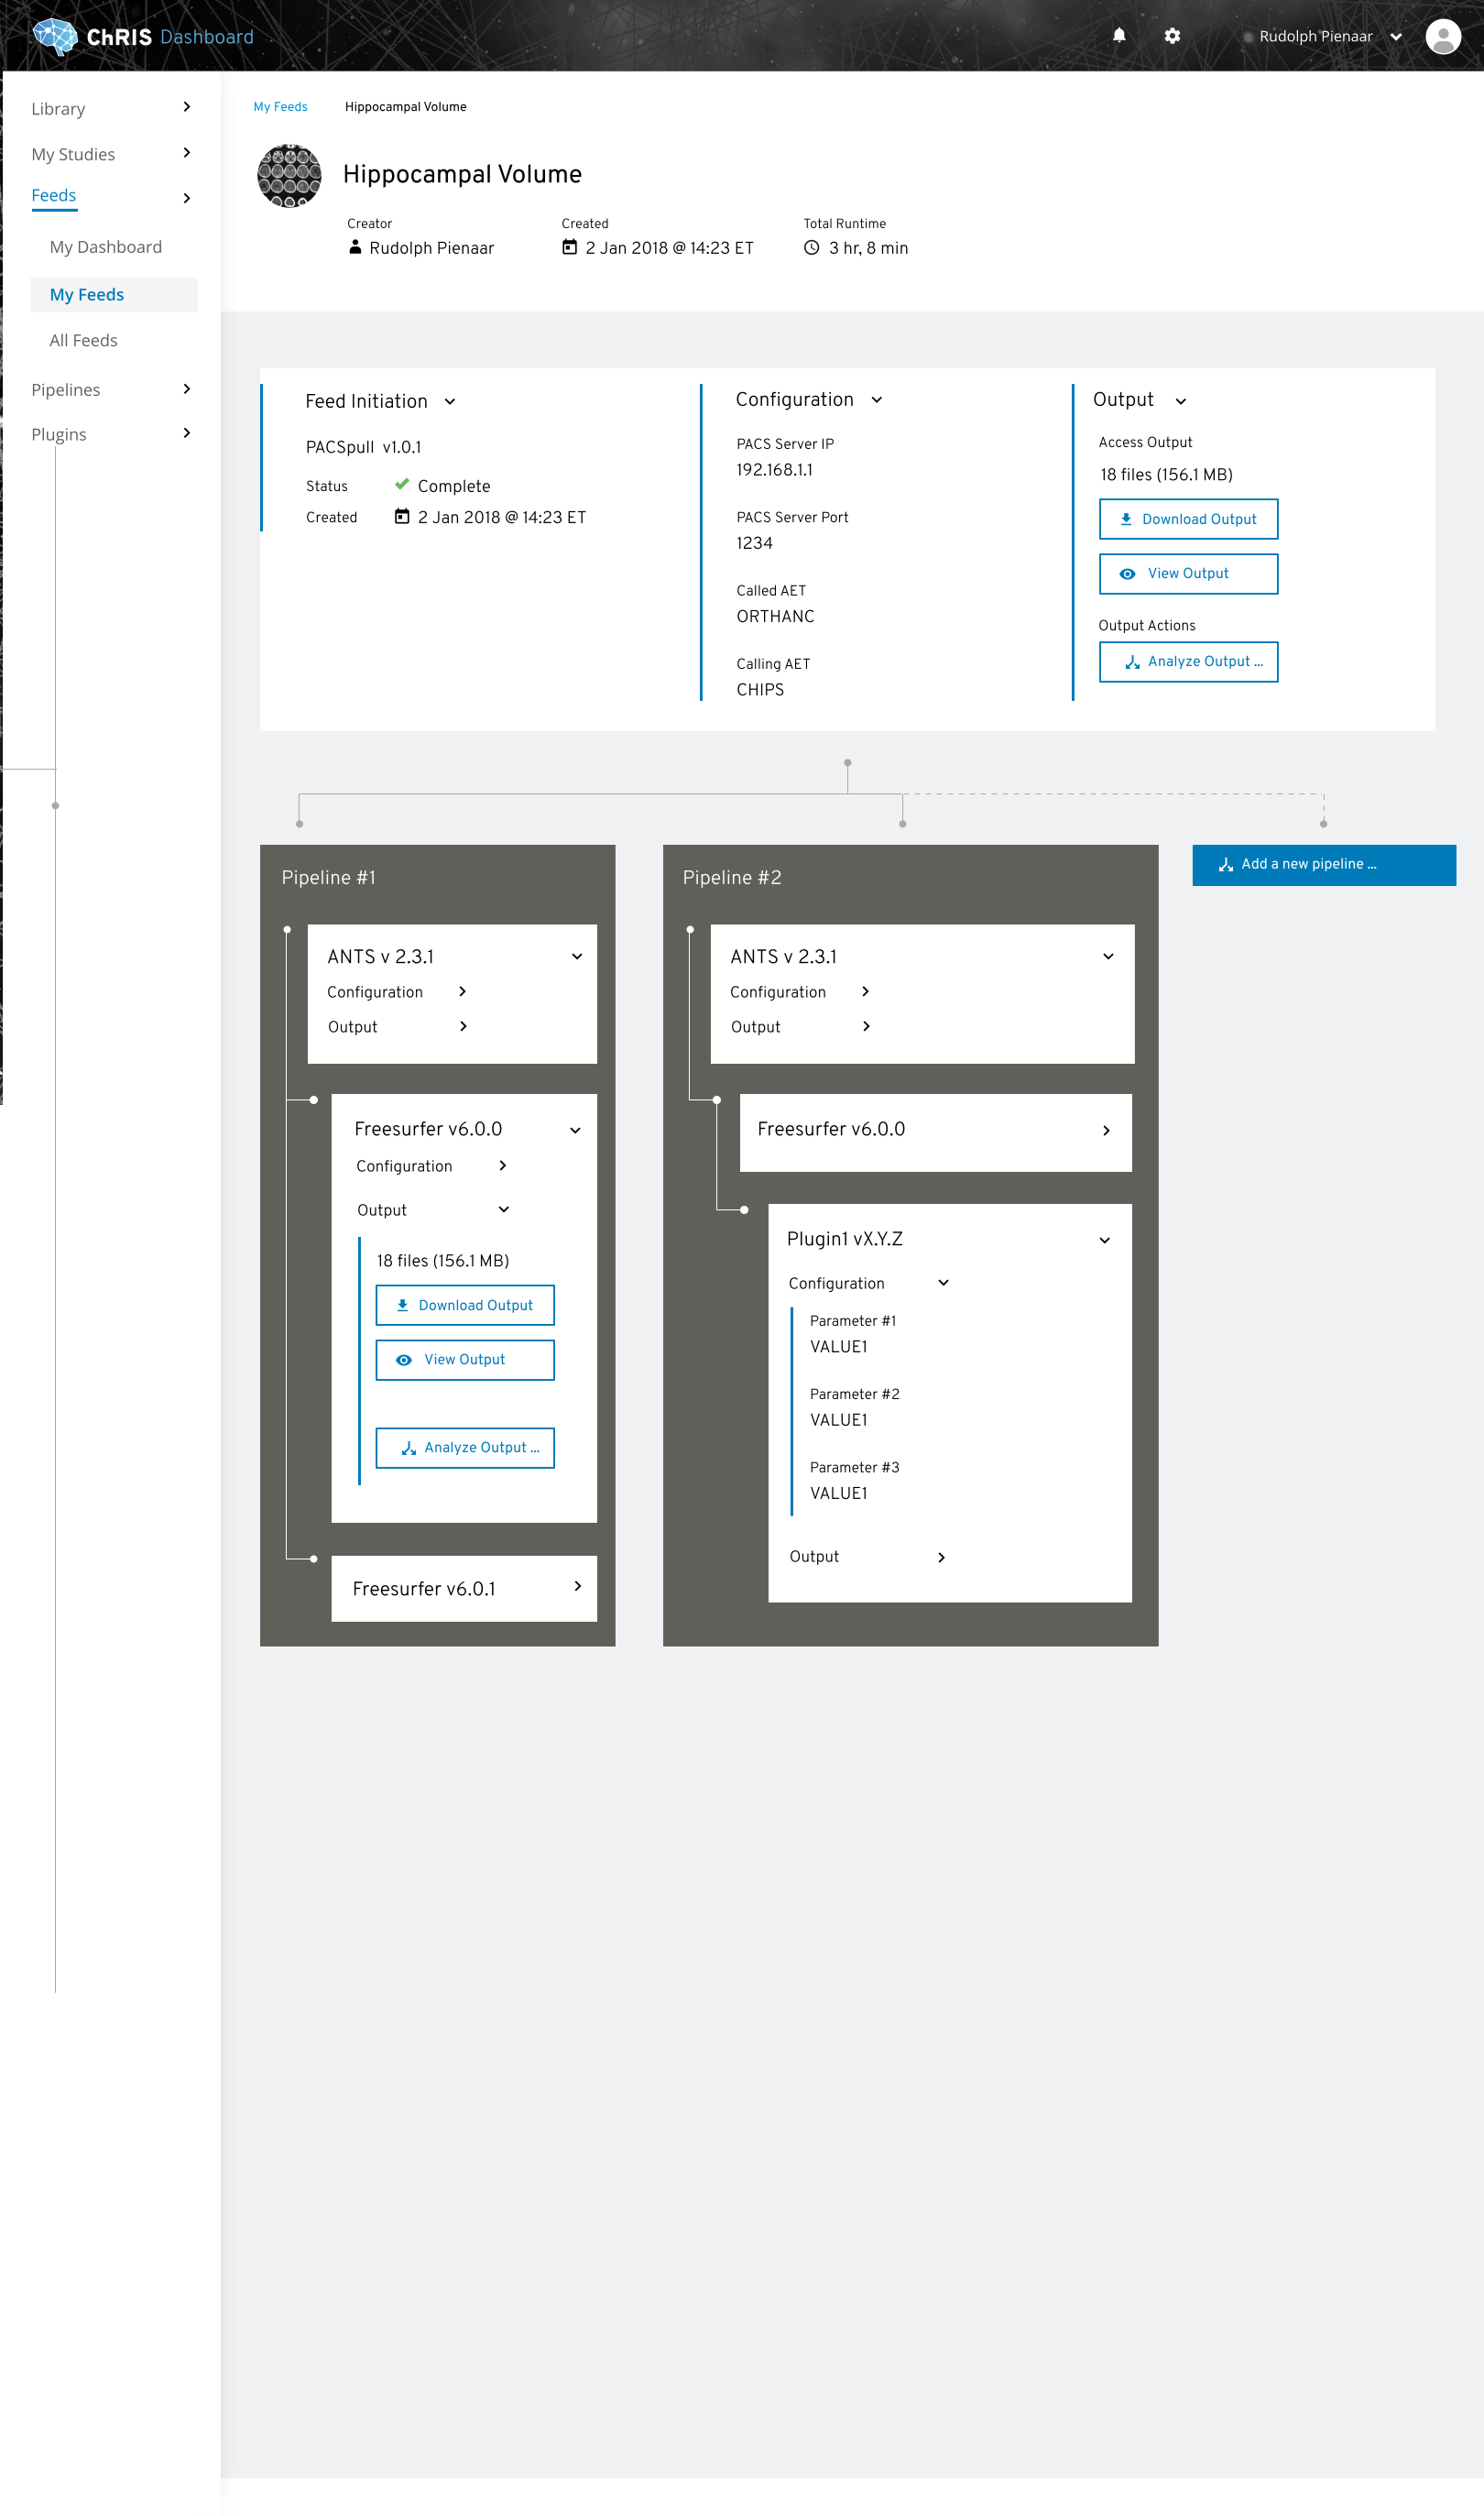 ChRIS Dashboard
Rudolph Pienaar
Library
My Studies
Feeds
My Dashboard
My Feeds
All Feeds
Pipelines
Plugins
My Feeds Hippocampal Volume
Hippocampal Volume
Creator Created Total Runtime
Rudolph Pienaar 2 Jan 2018 @ 14:23 ET 3 hr, 8 min
Feed Initiation
PACSpull v1.0.1
Status Complete
Created 2 Jan 2018 @ 14:23 ET
Configuration
PACS Server IP
192.168.1.1
PACS Server Port
1234
Called AET
ORTHANC
Calling AET
CHIPS
Output
Access Output
18 files (156.1 MB)
Download Output
View Output
Output Actions
Analyze Output ...
Pipeline #1
ANTS v 2.3.1
Configuration
Output
Freesurfer v6.0.0
Configuration
Output
18 files (156.1 MB)
Download Output
View Output
Analyze Output ...
Freesurfer v6.0.1
Pipeline #2
ANTS v 2.3.1
Configuration
Output
Freesurfer v6.0.0
Plugin1 vX.Y.Z
Configuration
Parameter #1
VALUE1
Parameter #2
VALUE1
Parameter #3
VALUE1
Output
Add a new pipeline ...